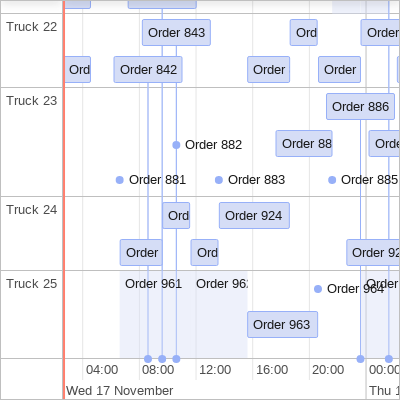 Truck 22
Order 843
Ord
Order
Ord
Order 842
Order
Order
Truck 23
Order 886
Order 882
Order 88
Orde
Order 881
Order 883
Order 885
Truck 24
Ord
Order 924
Order
Ord
Order 92
Truck 25
Order 961
Order 96
Order 964
Order
Order 963
04:00
08:00
12:00
16:00
20:00
00:00
Wed 17 November
Thu 1